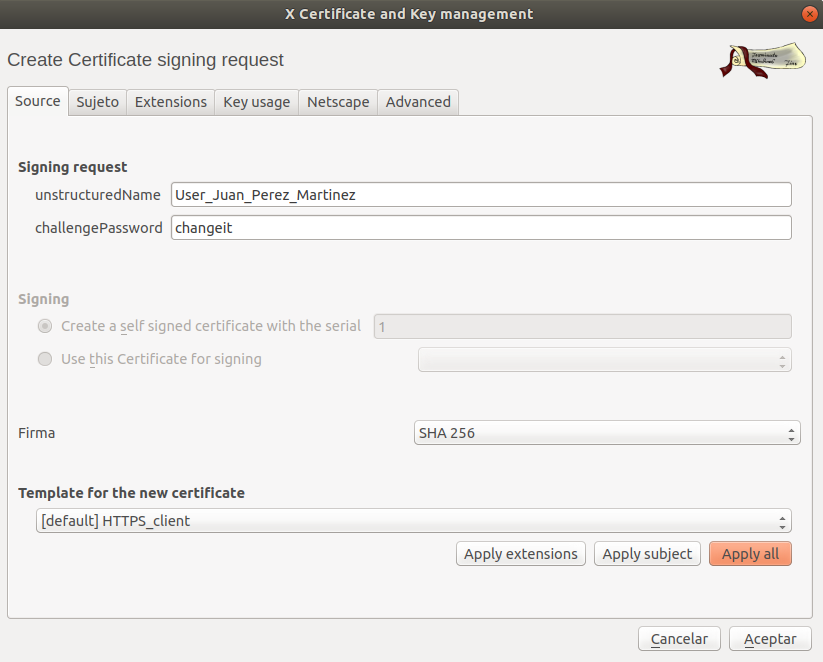 X Certificate and Key management
Create Certificate signing request
Source Sujeto Extensions Key usage Netscape Advanced
Signing request
unstructuredName User_Juan_Perez_Martinez
challengePassword changeit
Signing
Create a self signed certificate with the serial 1
Use this Certificate for signing
Firma SHA 256
Template for the new certificate
[default] HTTPS_client
Apply extensions Apply subject Apply all
Cancelar Aceptar